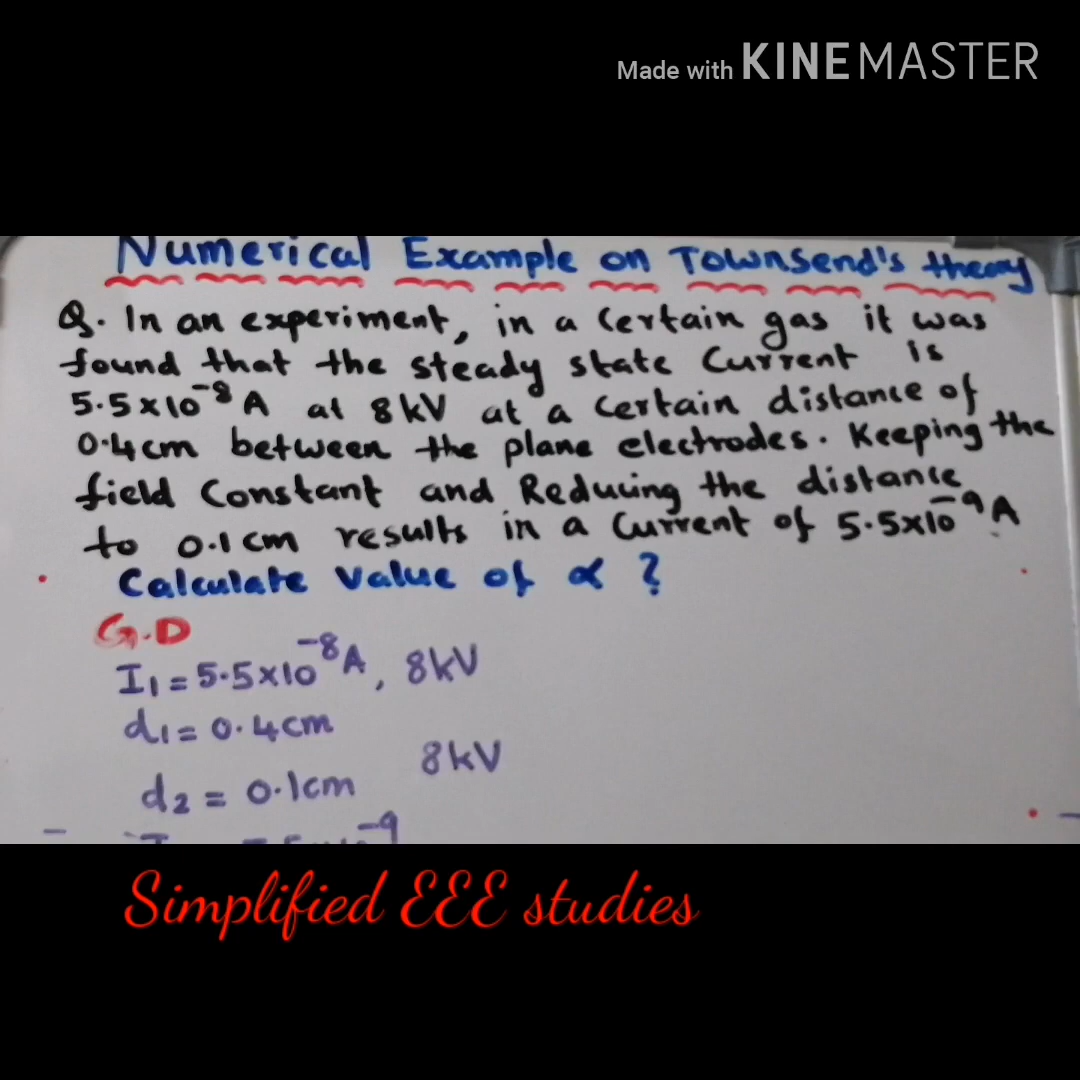 Made with KINEMASTER
Numerical Example on Townsend's theory
Q. In an experiment, in a certain gas it was
found that the steady state current is
5.5x10⁻⁸ A at 8kV at a certain distance of
0.4cm between the plane electrodes. Keeping the
field Constant and Reducing the distance
to 0.1cm results in a Current of 5.5x10⁻⁹A
Calculate Value of α ?
G.D
I₁ = 5.5x10⁻⁸A, 8kV
d₁ = 0.4cm
8kV
d₂ = 0.1cm
Simplified EEE studies